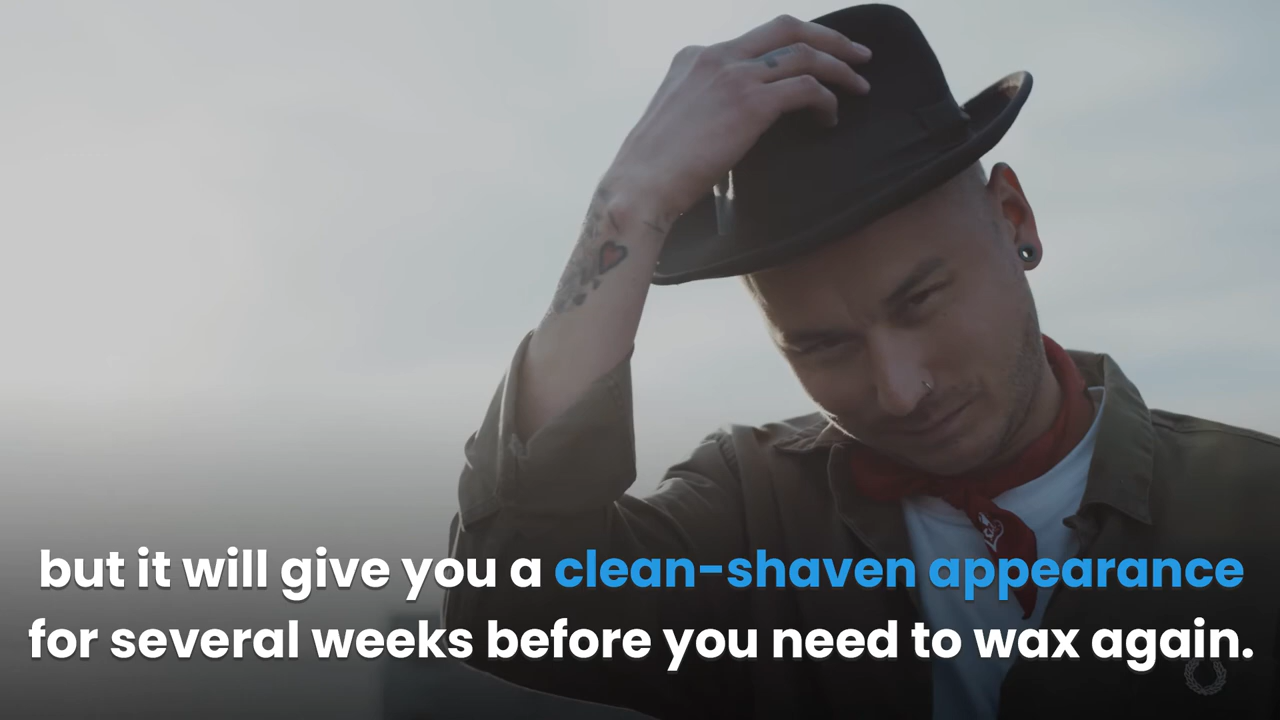 but it will give you a clean-shaven appearance
for several weeks before you need to wax again.